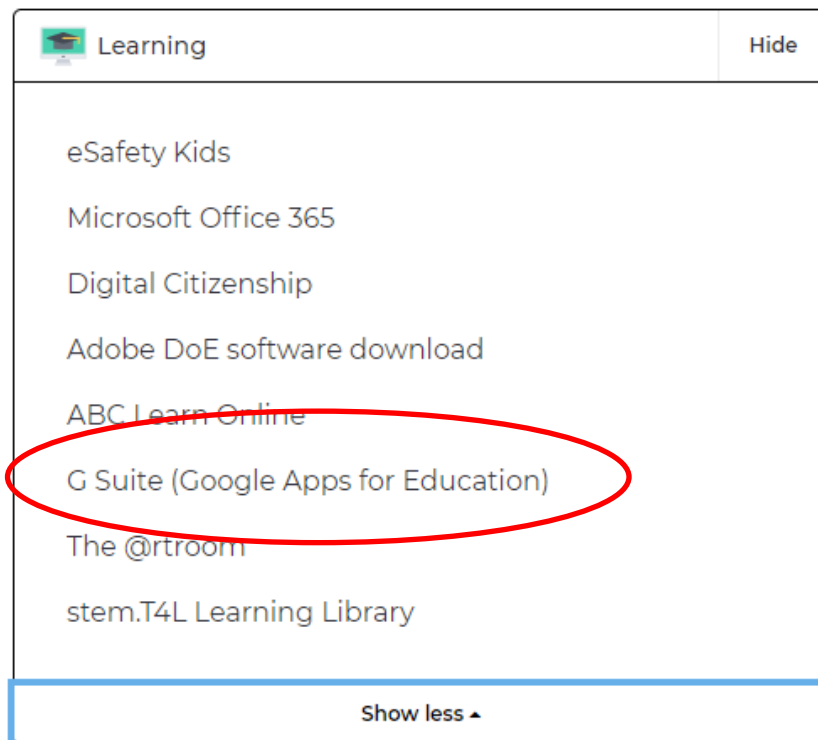 Learning
Hide
eSafety Kids
Microsoft Office 365
Digital Citizenship
Adobe DoE software download
ABC Learn Online
G Suite (Google Apps for Education)
The @rtroom
stem.T4L Learning Library
Show less